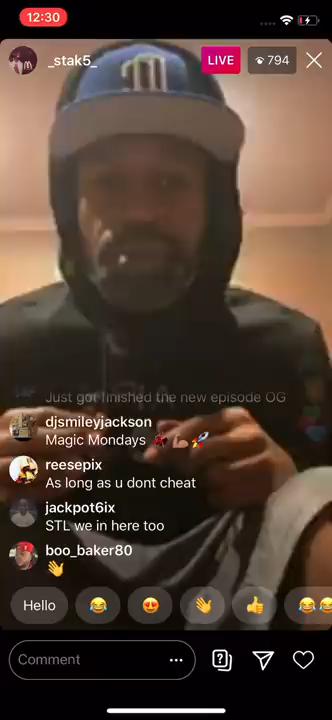 12:30
_stak5_
LIVE
794
Just got finished the new episode OG
djsmileyjackson
Magic Mondays
reesepix
As long as u dont cheat
jackpot6ix
STL we in here too
boo_baker80
Hello
Comment